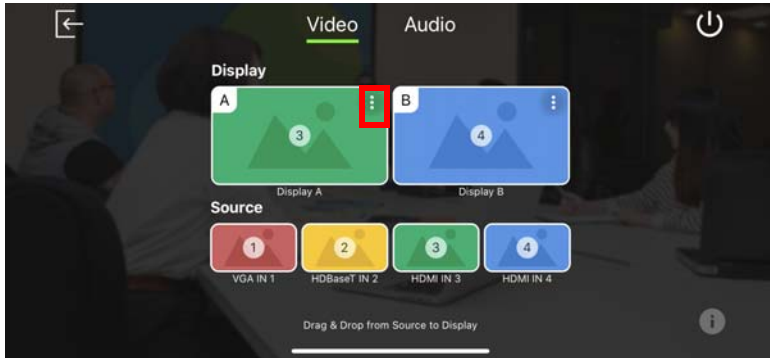 Video Audio
Display
A B
3 4
Display A Display B
Source
1 2 3 4
VGA IN 1 HDBaseT IN 2 HDMI IN 3 HDMI IN 4
Drag & Drop from Source to Display
i